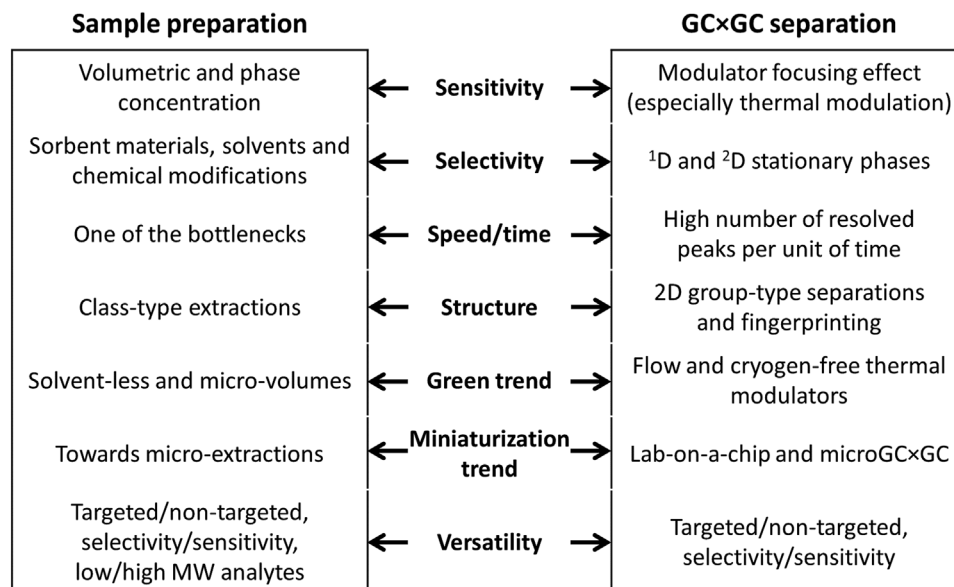 Sample preparation
GC×GC separation
Volumetric and phase
concentration
Sensitivity
Modulator focusing effect
(especially thermal modulation)
Sorbent materials, solvents and
chemical modifications
Selectivity
¹D and ²D stationary phases
One of the bottlenecks
Speed/time
High number of resolved
peaks per unit of time
Class-type extractions
Structure
2D group-type separations
and fingerprinting
Solvent-less and micro-volumes
Green trend
Flow and cryogen-free thermal
modulators
Towards micro-extractions
Miniaturization
trend
Lab-on-a-chip and microGC×GC
Targeted/non-targeted,
selectivity/sensitivity,
low/high MW analytes
Versatility
Targeted/non-targeted,
selectivity/sensitivity